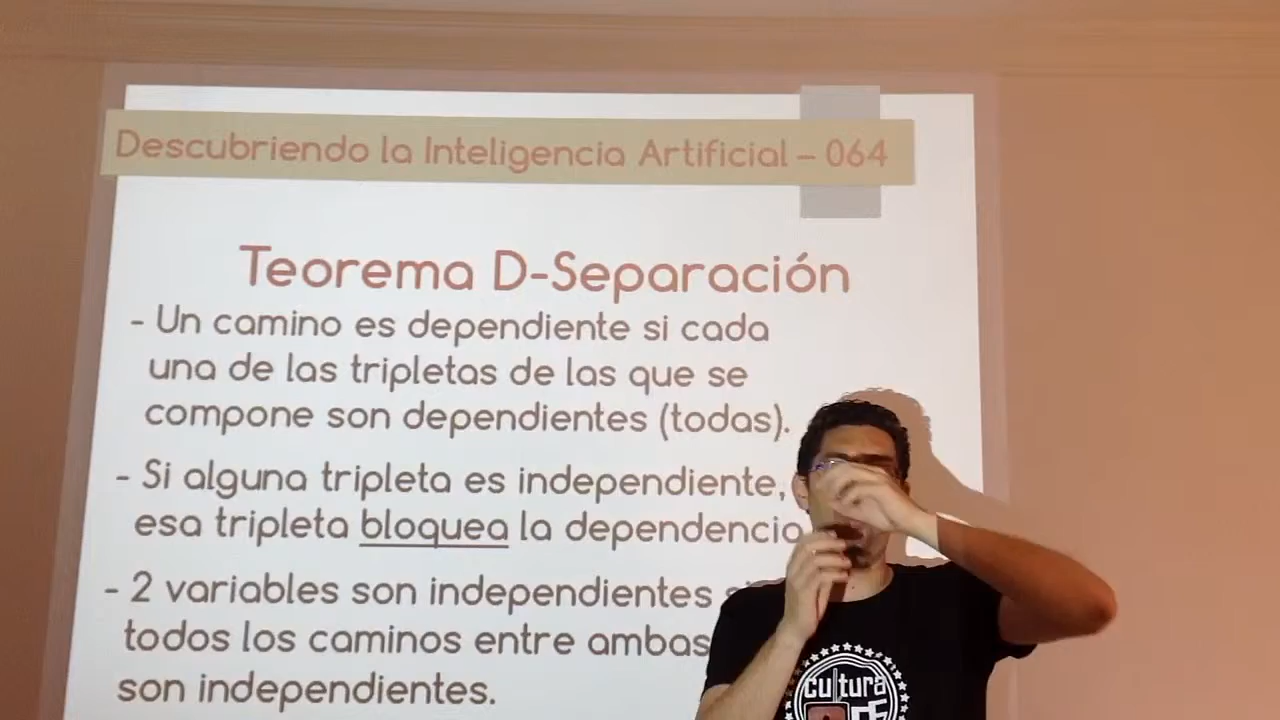 Descubriendo la Inteligencia Artificial – 064
Teorema D-Separación
- Un camino es dependiente si cada
una de las tripletas de las que se
compone son dependientes (todas).
- Si alguna tripleta es independiente,
esa tripleta bloquea la dependencia
- 2 variables son independientes
todos los caminos entre ambas
son independientes.
cultura